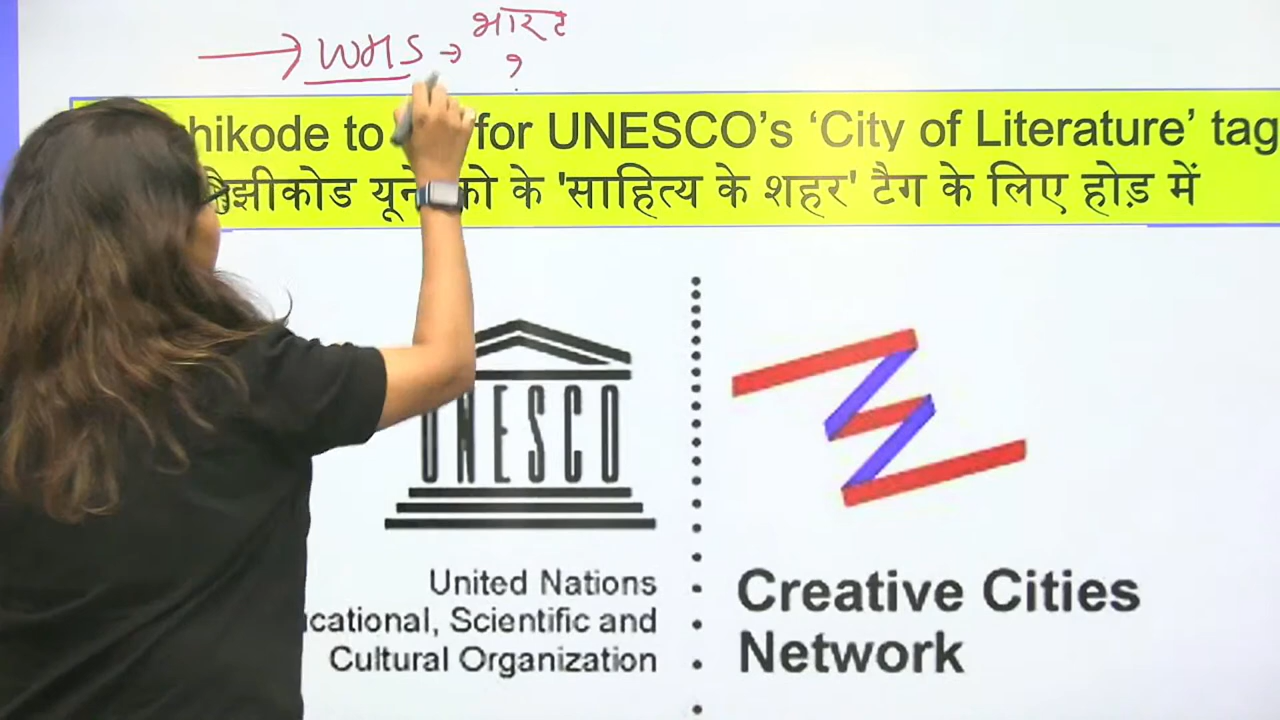 WHS → भारत ?
hikode to for UNESCO's 'City of Literature' tag
झीकोड यूने को के 'साहित्य के शहर' टैग के लिए होड़ में
UNESCO
United Nations
cational, Scientific and
Cultural Organization
Creative Cities
Network